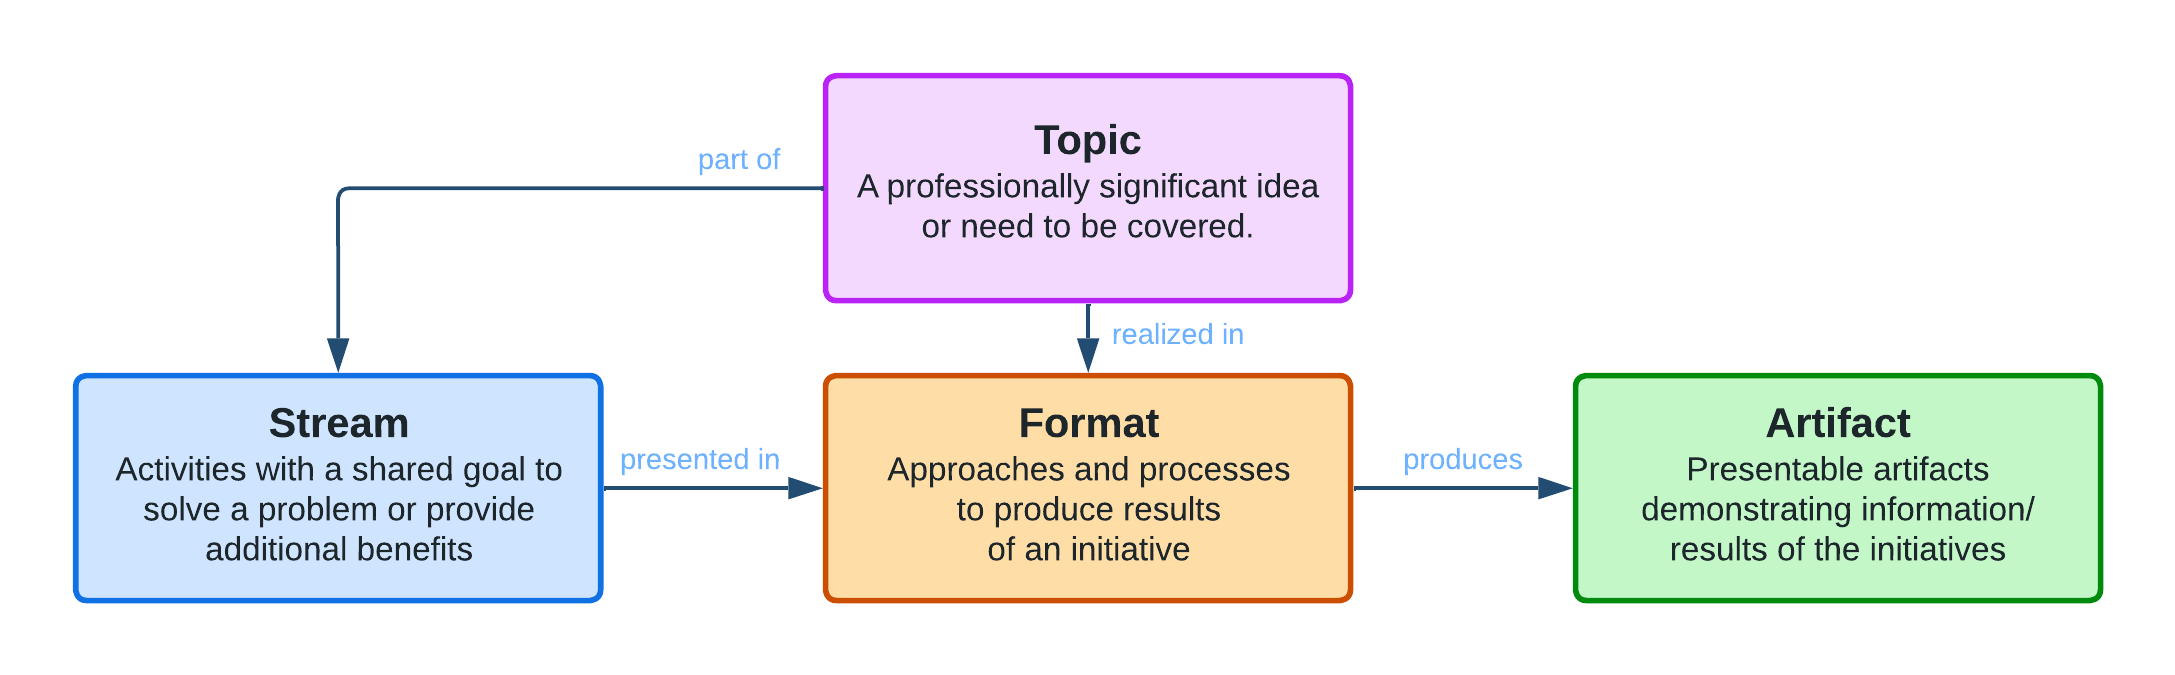 Topic
A professionally significant idea
or need to be covered.
part of
realized in
Stream
Activities with a shared goal to
solve a problem or provide
additional benefits
presented in
Format
Approaches and processes
to produce results
of an initiative
produces
Artifact
Presentable artifacts
demonstrating information/
results of the initiatives